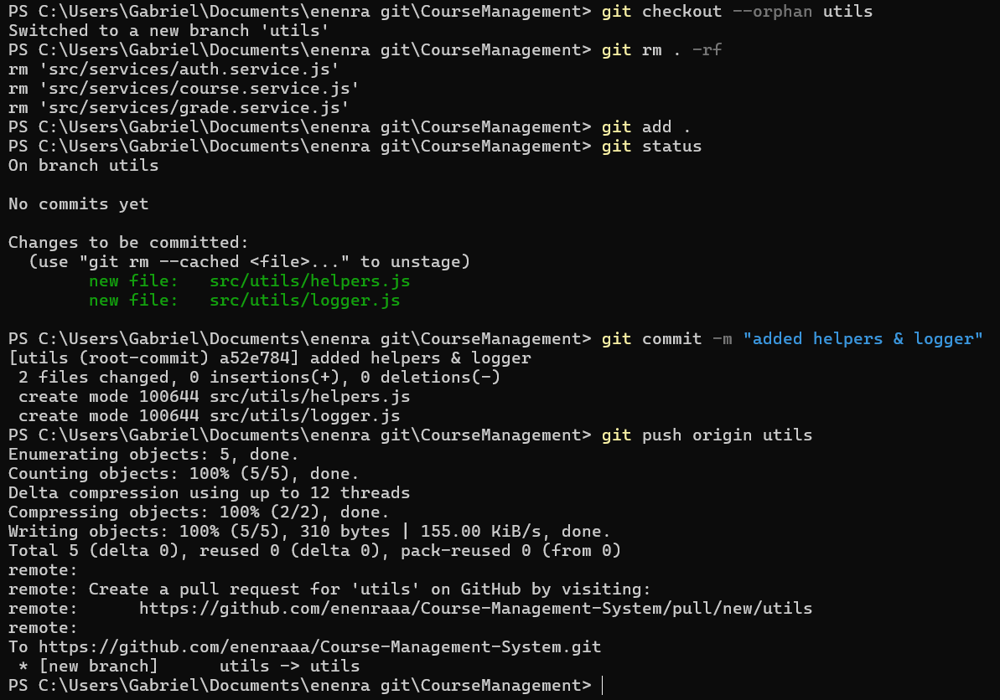 PS C:\Users\Gabriel\Documents\enenra git\CourseManagement> git checkout --orphan utils
Switched to a new branch 'utils'
PS C:\Users\Gabriel\Documents\enenra git\CourseManagement> git rm . -rf
rm 'src/services/auth.service.js'
rm 'src/services/course.service.js'
rm 'src/services/grade.service.js'
PS C:\Users\Gabriel\Documents\enenra git\CourseManagement> git add .
PS C:\Users\Gabriel\Documents\enenra git\CourseManagement> git status
On branch utils

No commits yet

Changes to be committed:
  (use "git rm --cached <file>..." to unstage)
        new file:   src/utils/helpers.js
        new file:   src/utils/logger.js

PS C:\Users\Gabriel\Documents\enenra git\CourseManagement> git commit -m "added helpers & logger"
[utils (root-commit) a52e784] added helpers & logger
 2 files changed, 0 insertions(+), 0 deletions(-)
 create mode 100644 src/utils/helpers.js
 create mode 100644 src/utils/logger.js
PS C:\Users\Gabriel\Documents\enenra git\CourseManagement> git push origin utils
Enumerating objects: 5, done.
Counting objects: 100% (5/5), done.
Delta compression using up to 12 threads
Compressing objects: 100% (2/2), done.
Writing objects: 100% (5/5), 310 bytes | 155.00 KiB/s, done.
Total 5 (delta 0), reused 0 (delta 0), pack-reused 0 (from 0)
remote:
remote: Create a pull request for 'utils' on GitHub by visiting:
remote:      https://github.com/enenraaa/Course-Management-System/pull/new/utils
remote:
To https://github.com/enenraaa/Course-Management-System.git
 * [new branch]      utils -> utils
PS C:\Users\Gabriel\Documents\enenra git\CourseManagement>